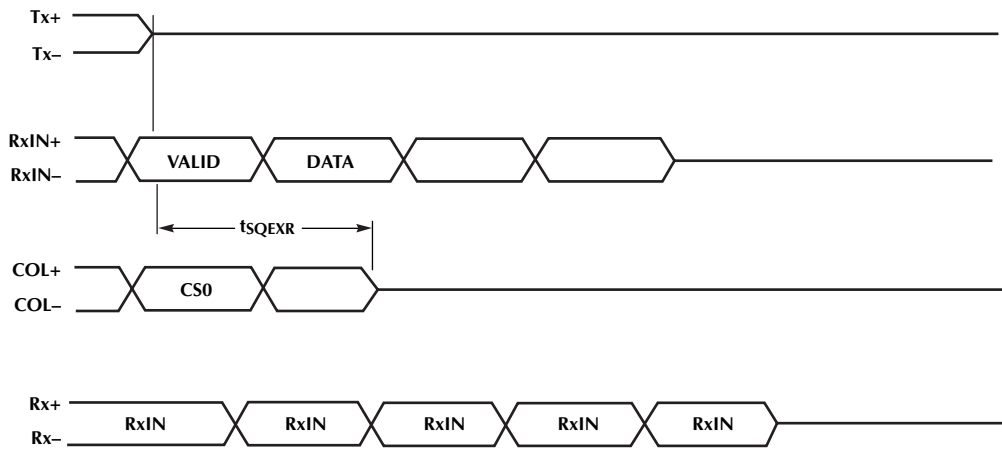 Tx+
Tx–
RxIN+
RxIN–
VALID DATA
tSQEXR
COL+
COL–
CS0
Rx+
Rx–
RxIN RxIN RxIN RxIN RxIN